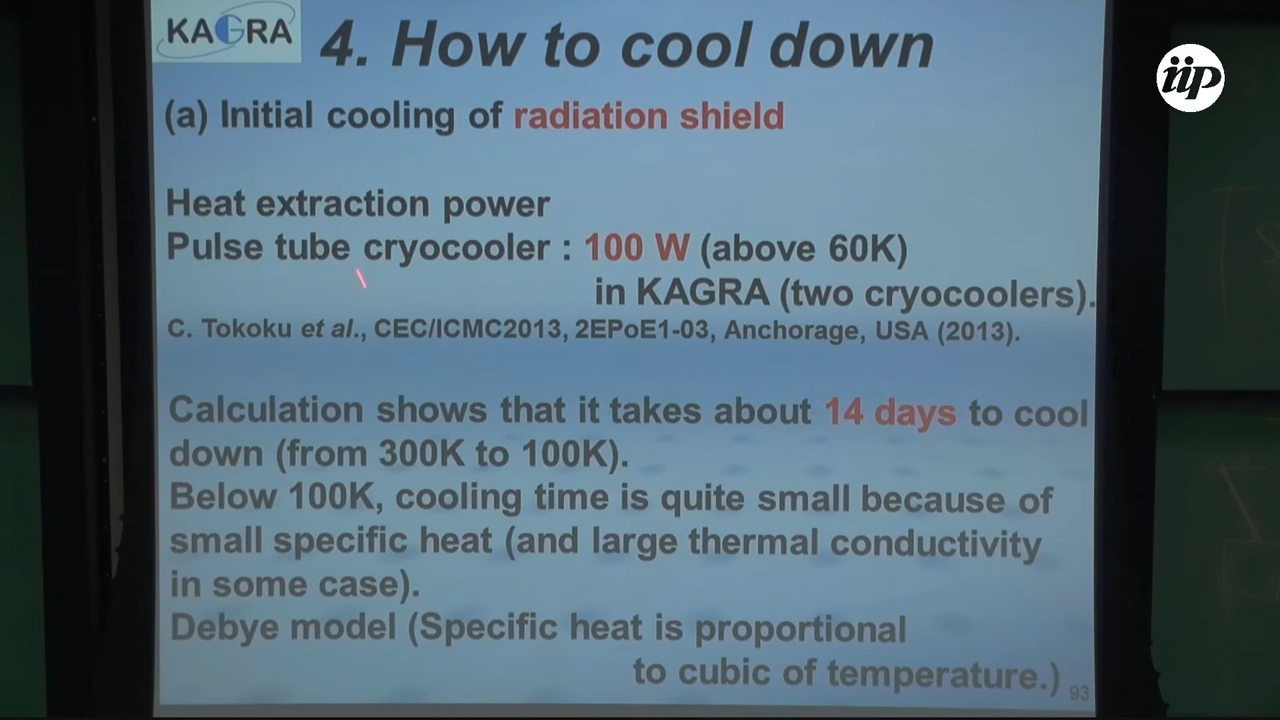 KAGRA
4. How to cool down
iip
(a) Initial cooling of radiation shield
Heat extraction power
Pulse tube cryocooler : 100 W (above 60K)
in KAGRA (two cryocoolers).
C. Tokoku et al., CEC/ICMC2013, 2EPoE1-03, Anchorage, USA (2013).
Calculation shows that it takes about 14 days to cool
down (from 300K to 100K).
Below 100K, cooling time is quite small because of
small specific heat (and large thermal conductivity
in some case).
Debye model (Specific heat is proportional
to cubic of temperature.)
93